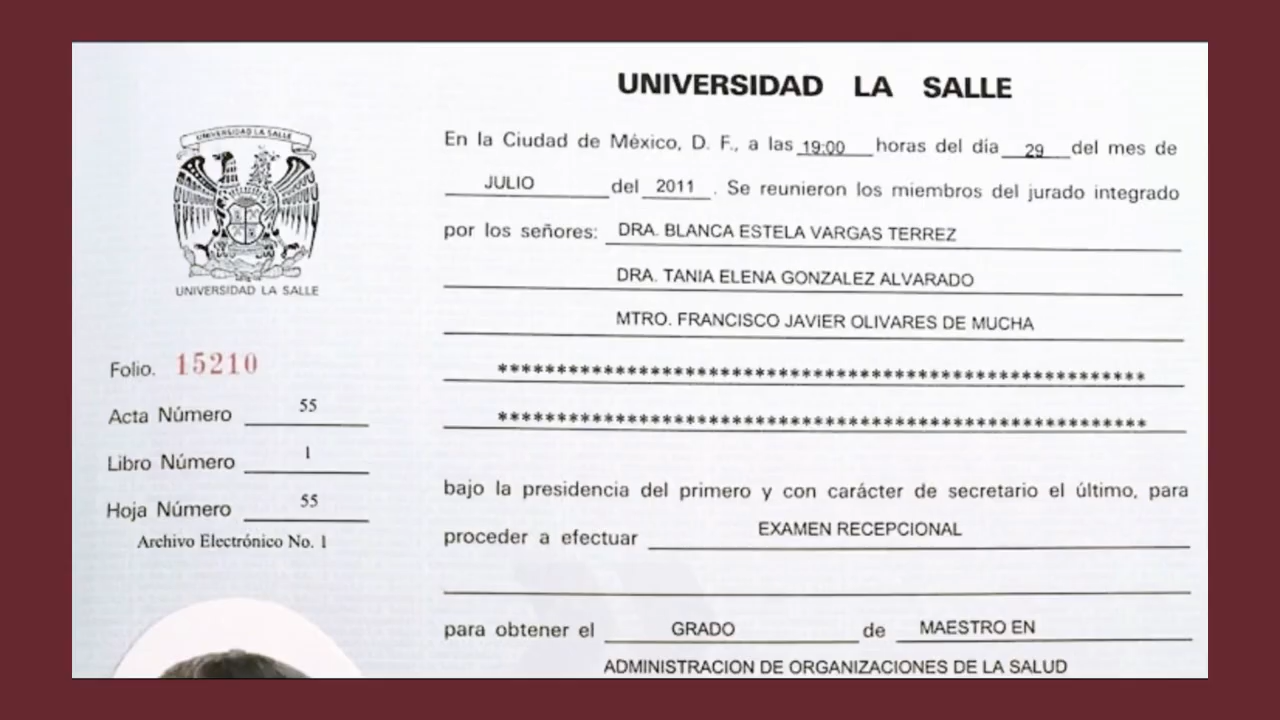 UNIVERSIDAD LA SALLE
En la Ciudad de México, D. F., a las 19:00 horas del día 29 del mes de
JULIO del 2011. Se reunieron los miembros del jurado integrado
por los señores: DRA. BLANCA ESTELA VARGAS TERREZ
DRA. TANIA ELENA GONZALEZ ALVARADO
MTRO. FRANCISCO JAVIER OLIVARES DE MUCHA
*******************************************************
*******************************************************
bajo la presidencia del primero y con carácter de secretario el último, para
proceder a efectuar EXAMEN RECEPCIONAL
para obtener el GRADO de MAESTRO EN
ADMINISTRACION DE ORGANIZACIONES DE LA SALUD
UNIVERSIDAD LA SALLE
UNIVERSIDAD LA SALLE
Folio. 15210
Acta Número 55
Libro Número 1
Hoja Número 55
Archivo Electrónico No. 1